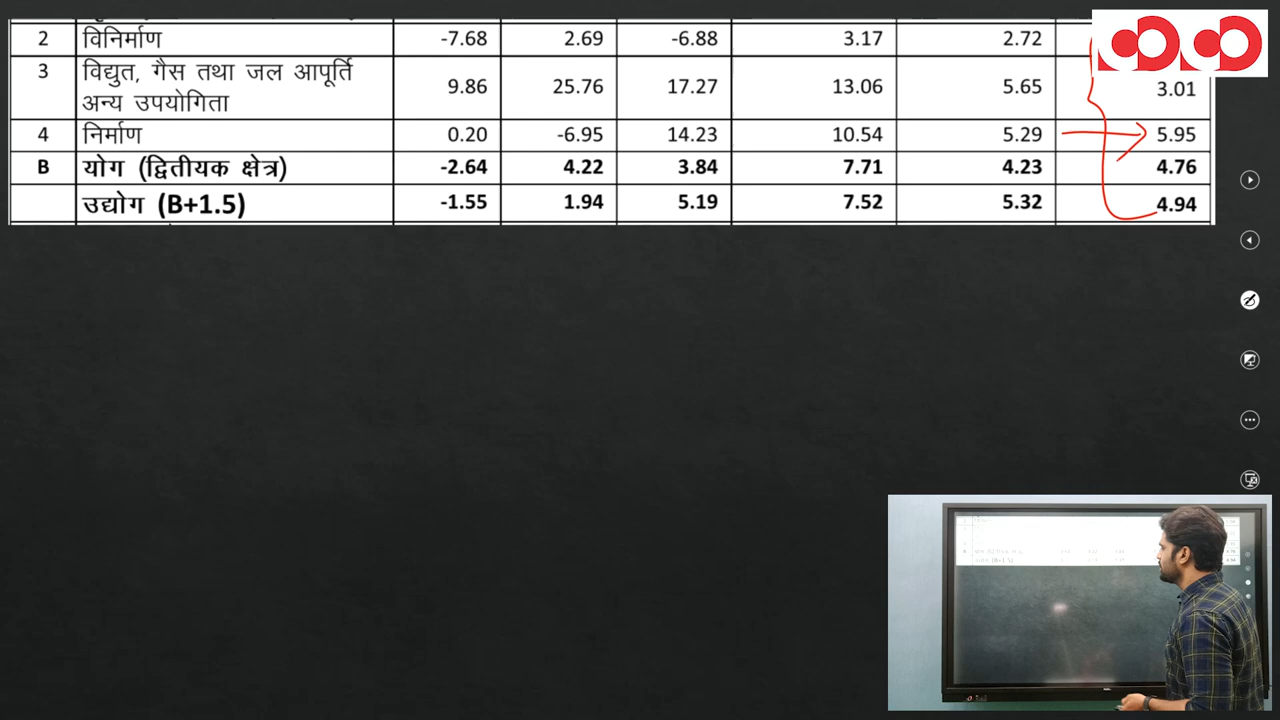 2 विनिर्माण -7.68 2.69 -6.88 3.17 2.72
3 विद्युत, गैस तथा जल आपूर्ति
अन्य उपयोगिता 9.86 25.76 17.27 13.06 5.65 3.01
4 निर्माण 0.20 -6.95 14.23 10.54 5.29 5.95
B योग (द्वितीयक क्षेत्र) -2.64 4.22 3.84 7.71 4.23 4.76
उद्योग (B+1.5) -1.55 1.94 5.19 7.52 5.32 4.94